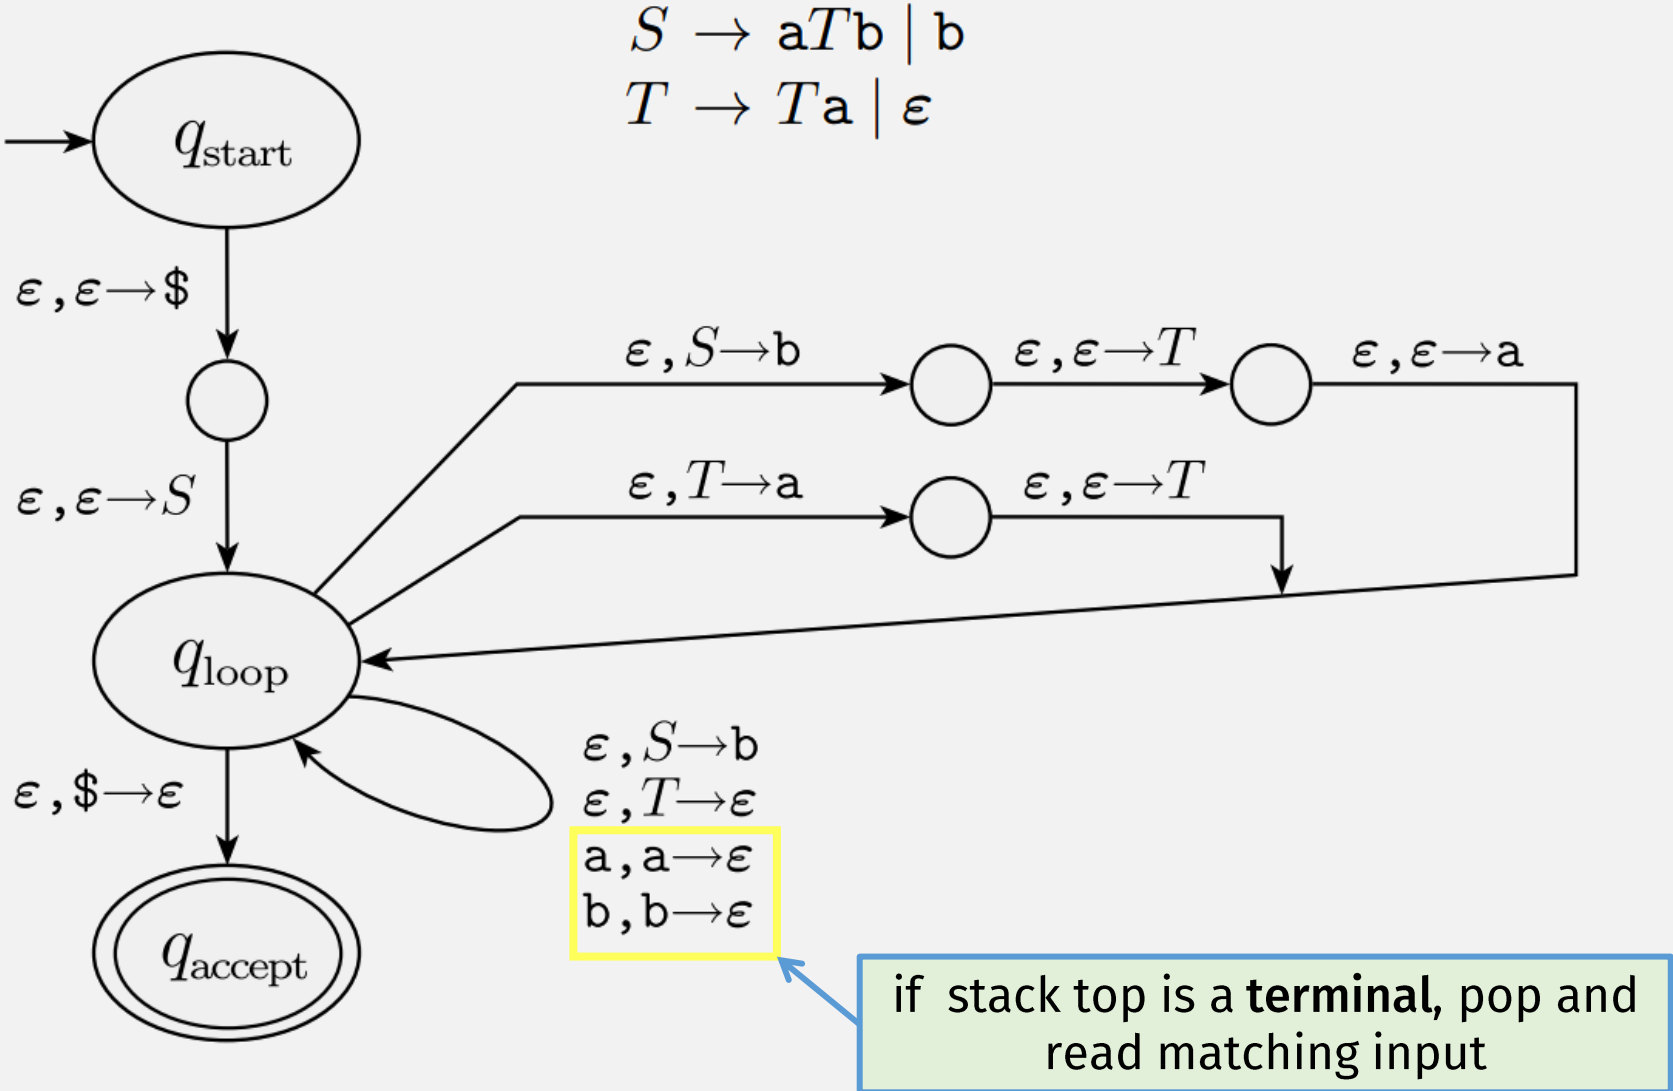 S → aTb | b
T → Ta | ε
q_start
ε,ε→$
ε,S→b
ε,ε→T
ε,ε→a
ε,ε→S
ε,T→a
ε,ε→T
q_loop
ε,S→b
ε,T→ε
a,a→ε
b,b→ε
ε,$→ε
q_accept
if stack top is a terminal, pop and
read matching input